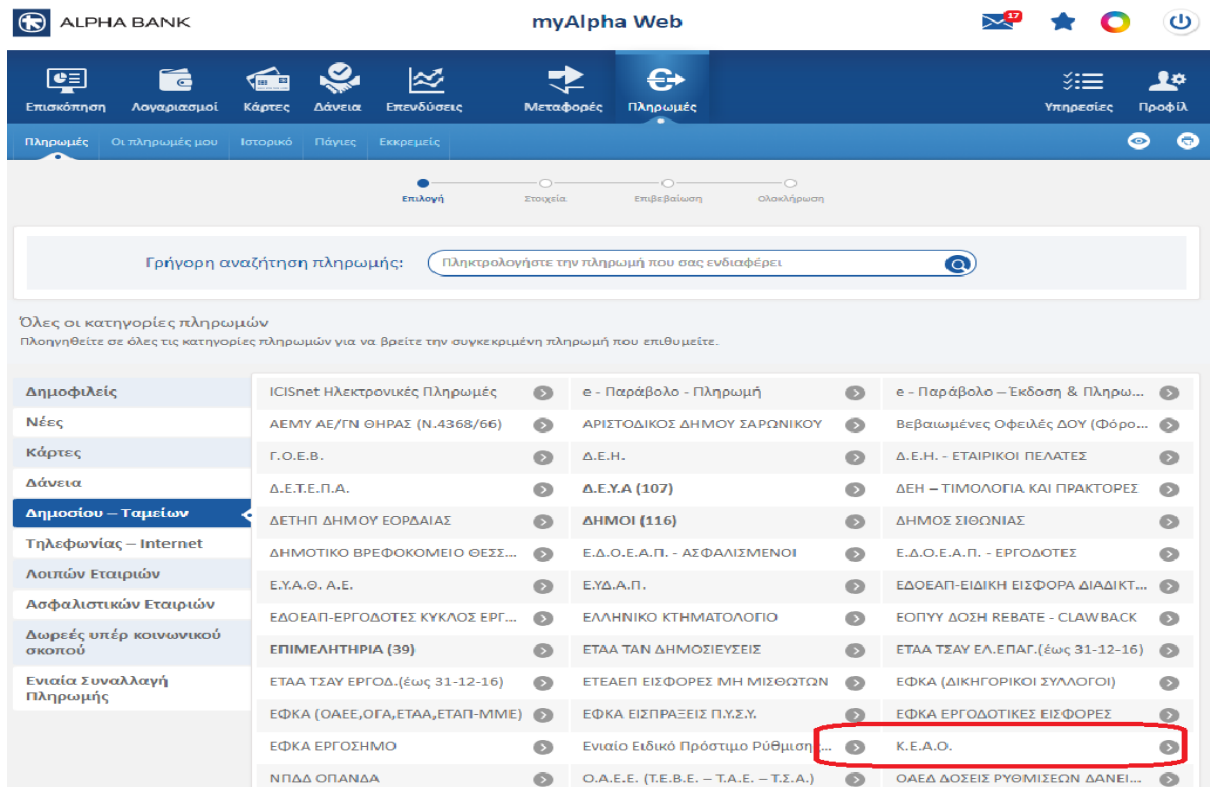 ALPHA BANK
myAlpha Web
17
Επισκόπηση Λογαριασμοί Κάρτες Δάνεια Επενδύσεις Μεταφορές Πληρωμές Υπηρεσίες Προφίλ
Πληρωμές Οι πληρωμές μου Ιστορικό Πάγιες Εκκρεμείς
Επιλογή Στοιχεία Επιβεβαίωση Ολοκλήρωση
Γρήγορη αναζήτηση πληρωμής: Πληκτρολογήστε την πληρωμή που σας ενδιαφέρει
Όλες οι κατηγορίες πληρωμών
Πλοηγηθείτε σε όλες τις κατηγορίες πληρωμών για να βρείτε την συγκεκριμένη πληρωμή που επιθυμείτε.
Δημοφιλείς
Νέες
Κάρτες
Δάνεια
Δημοσίου – Ταμείων
Τηλεφωνίας – Internet
Λοιπών Εταιριών
Ασφαλιστικών Εταιριών
Δωρεές υπέρ κοινωνικού
σκοπού
Ενιαία Συναλλαγή
Πληρωμής
ICISnet Ηλεκτρονικές Πληρωμές e - Παράβολο - Πληρωμή e - Παράβολο – Έκδοση & Πληρω...
ΑΕΜΥ ΑΕ/ΓΝ ΘΗΡΑΣ (Ν.4368/66) ΑΡΙΣΤΟΔΙΚΟΣ ΔΗΜΟΥ ΣΑΡΩΝΙΚΟΥ Βεβαιωμένες Οφειλές ΔΟΥ (Φόρο...
Γ.Ο.Ε.Β. Δ.Ε.Η. Δ.Ε.Η. - ΕΤΑΙΡΙΚΟΙ ΠΕΛΑΤΕΣ
Δ.Ε.Τ.Ε.Π.Α. Δ.Ε.Υ.Α (107) ΔΕΗ – ΤΙΜΟΛΟΓΙΑ ΚΑΙ ΠΡΑΚΤΟΡΕΣ
ΔΕΤΗΠ ΔΗΜΟΥ ΕΟΡΔΑΙΑΣ ΔΗΜΟΙ (116) ΔΗΜΟΣ ΣΙΘΩΝΙΑΣ
ΔΗΜΟΤΙΚΟ ΒΡΕΦΟΚΟΜΕΙΟ ΘΕΣΣ... Ε.Δ.Ο.Ε.Α.Π. - ΑΣΦΑΛΙΣΜΕΝΟΙ Ε.Δ.Ο.Ε.Α.Π. - ΕΡΓΟΔΟΤΕΣ
Ε.Υ.Α.Θ. Α.Ε. Ε.ΥΔ.Α.Π. ΕΔΟΕΑΠ-ΕΙΔΙΚΗ ΕΙΣΦΟΡΑ ΔΙΑΔΙΚΤ...
ΕΔΟΕΑΠ-ΕΡΓΟΔΟΤΕΣ ΚΥΚΛΟΣ ΕΡΓ... ΕΛΛΗΝΙΚΟ ΚΤΗΜΑΤΟΛΟΓΙΟ ΕΟΠΥΥ ΔΟΣΗ REBATE - CLAWBACK
ΕΠΙΜΕΛΗΤΗΡΙΑ (39) ΕΤΑΑ ΤΑΝ ΔΗΜΟΣΙΕΥΣΕΙΣ ΕΤΑΑ ΤΣΑΥ ΕΛ.ΕΠΑΓ.(έως 31-12-16)
ΕΤΑΑ ΤΣΑΥ ΕΡΓΟΔ.(έως 31-12-16) ΕΤΕΑΕΠ ΕΙΣΦΟΡΕΣ ΜΗ ΜΙΣΘΩΤΩΝ ΕΦΚΑ (ΔΙΚΗΓΟΡΙΚΟΙ ΣΥΛΛΟΓΟΙ)
ΕΦΚΑ (ΟΑΕΕ,ΟΓΑ,ΕΤΑΑ,ΕΤΑΠ-ΜΜΕ) ΕΦΚΑ ΕΙΣΠΡΑΞΕΙΣ Π.Υ.Σ.Υ. ΕΦΚΑ ΕΡΓΟΔΟΤΙΚΕΣ ΕΙΣΦΟΡΕΣ
ΕΦΚΑ ΕΡΓΟΣΗΜΟ Ενιαίο Ειδικό Πρόστιμο Ρύθμισης... Κ.Ε.Α.Ο.
ΝΠΔΔ ΟΠΑΝΔΑ Ο.Α.Ε.Ε. (Τ.Ε.Β.Ε. – Τ.Α.Ε. – Τ.Σ.Α.) ΟΑΕΔ ΔΟΣΕΙΣ ΡΥΘΜΙΣΕΩΝ ΔΑΝΕΙ...